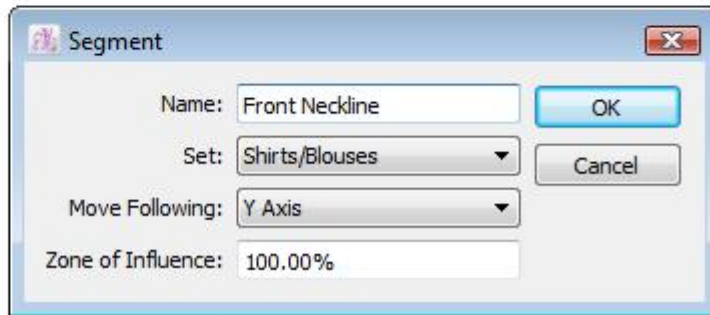 Segment
Name: Front Neckline
OK
Set: Shirts/Blouses
Cancel
Move Following: Y Axis
Zone of Influence: 100.00%